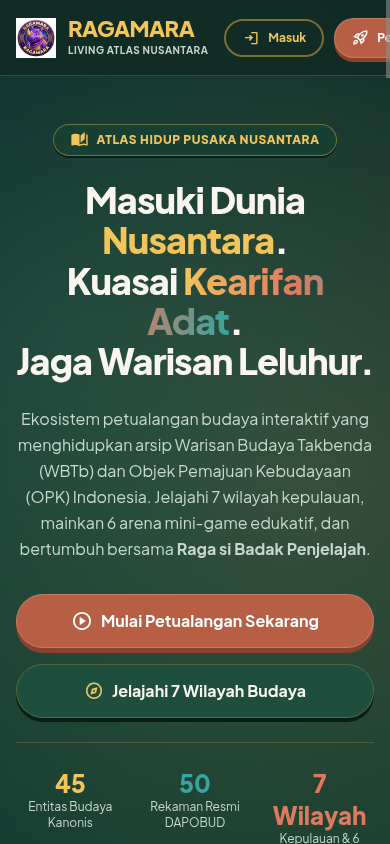 RAGAMARA
LIVING ATLAS NUSANTARA
Masuk
ATLAS HIDUP PUSAKA NUSANTARA
Masuki Dunia
Nusantara.
Kuasai Kearifan
Adat.
Jaga Warisan Leluhur.
Ekosistem petualangan budaya interaktif yang
menghidupkan arsip Warisan Budaya Takbenda
(WBTb) dan Objek Pemajuan Kebudayaan
(OPK) Indonesia. Jelajahi 7 wilayah kepulauan,
mainkan 6 arena mini-game edukatif, dan
bertumbuh bersama Raga si Badak Penjelajah.
Mulai Petualangan Sekarang
Jelajahi 7 Wilayah Budaya
45
Entitas Budaya
Kanonis
50
Rekaman Resmi
DAPOBUD
7
Wilayah
Kepulauan & 6